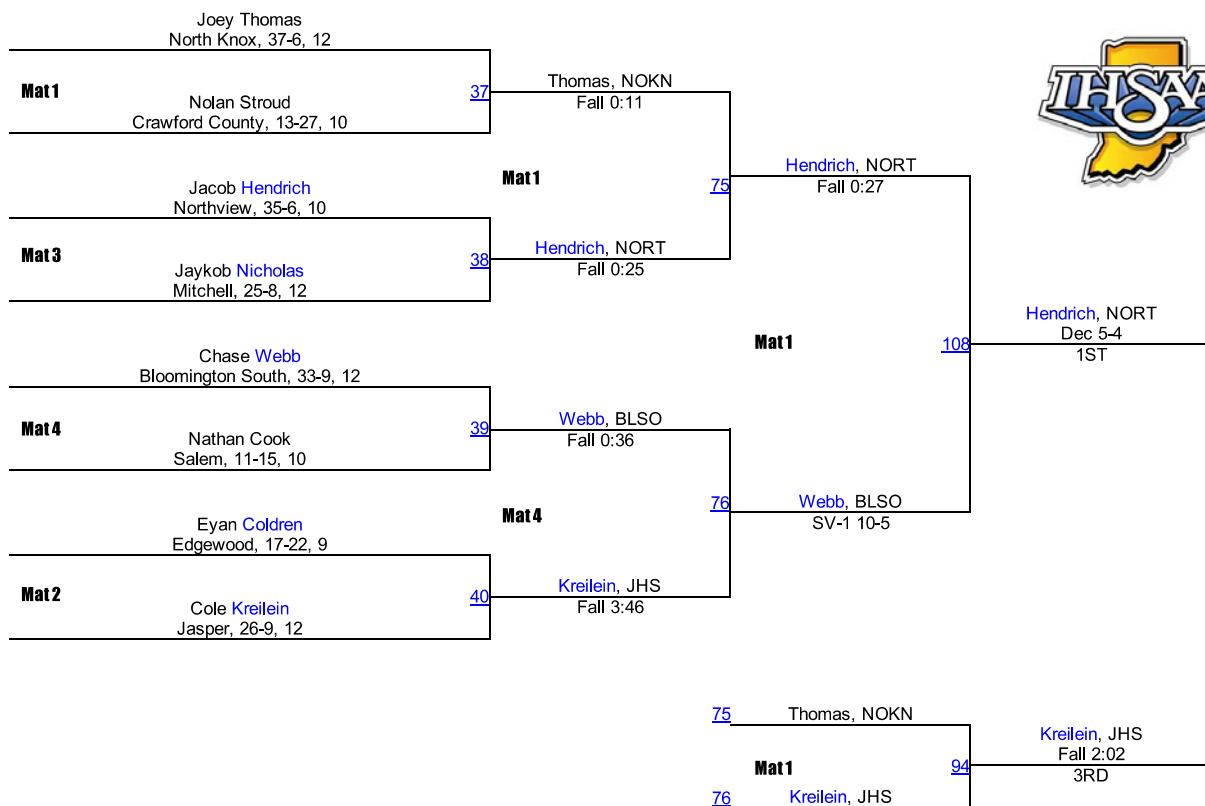 Joey Thomas
North Knox, 37-6, 12
Mat 1
37
Nolan Stroud
Crawford County, 13-27, 10
Thomas, NOKN
Fall 0:11
Mat 1
75
Hendrich, NORT
Fall 0:27
IHSAA
Jacob Hendrich
Northview, 35-6, 10
Mat 3
38
Jaykob Nicholas
Mitchell, 25-8, 12
Hendrich, NORT
Fall 0:25
Mat 1
108
Hendrich, NORT
Dec 5-4
1ST
Chase Webb
Bloomington South, 33-9, 12
Mat 4
39
Nathan Cook
Salem, 11-15, 10
Webb, BLSO
Fall 0:36
Mat 4
76
Webb, BLSO
SV-1 10-5
Eyan Coldren
Edgewood, 17-22, 9
Mat 2
40
Cole Kreilein
Jasper, 26-9, 12
Kreilein, JHS
Fall 3:46
75
Thomas, NOKN
Mat 1
94
76
Kreilein, JHS
Kreilein, JHS
Fall 2:02
3RD